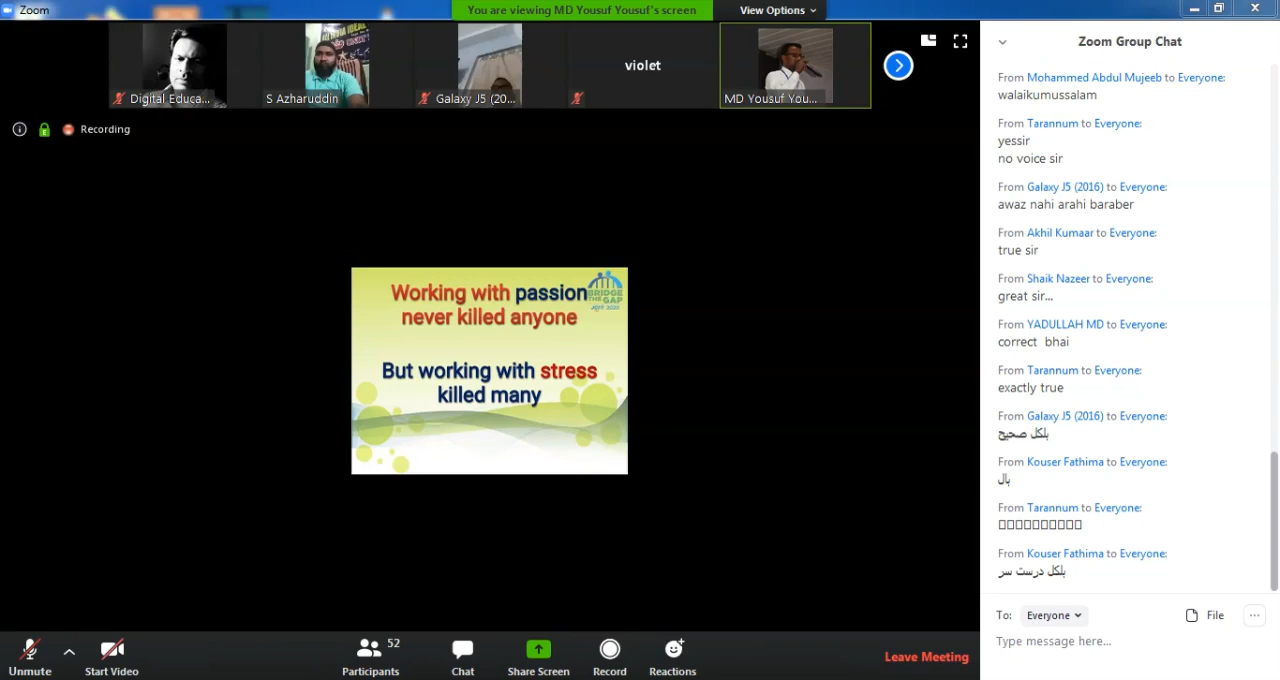 Zoom
You are viewing MD Yousuf Yousuf's screen
View Options
Digital Educa...
S Azharuddin
Galaxy J5 (20...
violet
MD Yousuf You...
Recording
Working with passion
never killed anyone
BRIDGE
THE GAP
But working with stress
killed many
Unmute
Start Video
Participants
52
Chat
Share Screen
Record
Reactions
Leave Meeting
Zoom Group Chat
From Mohammed Abdul Mujeeb to Everyone:
walaikumussalam
From Tarannum to Everyone:
yessir
no voice sir
From Galaxy J5 (2016) to Everyone:
awaz nahi arahi baraber
From Akhil Kumaar to Everyone:
true sir
From Shaik Nazeer to Everyone:
great sir...
From YADULLAH MD to Everyone:
correct bhai
From Tarannum to Everyone:
exactly true
From Galaxy J5 (2016) to Everyone:
بلکل صحیح
From Kouser Fathima to Everyone:
بال
From Tarannum to Everyone:
From Kouser Fathima to Everyone:
بلکل درست سر
To: Everyone
File
Type message here...